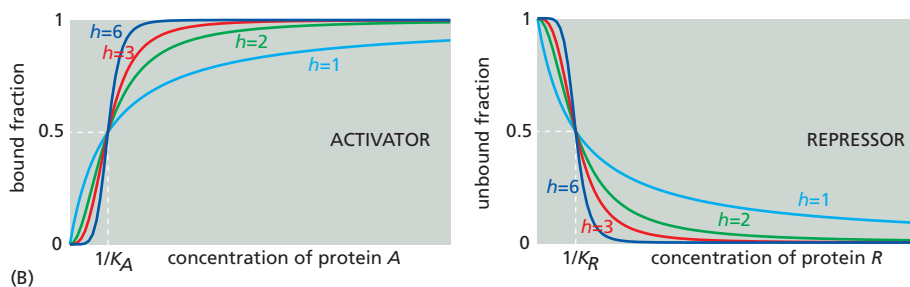 1
h=6
h=3
h=2
h=1
0.5
ACTIVATOR
bound fraction
0
1/KA
concentration of protein A
(B)
1
0.5
REPRESSOR
unbound fraction
h=6
h=1
h=2
h=3
0
1/KR
concentration of protein R